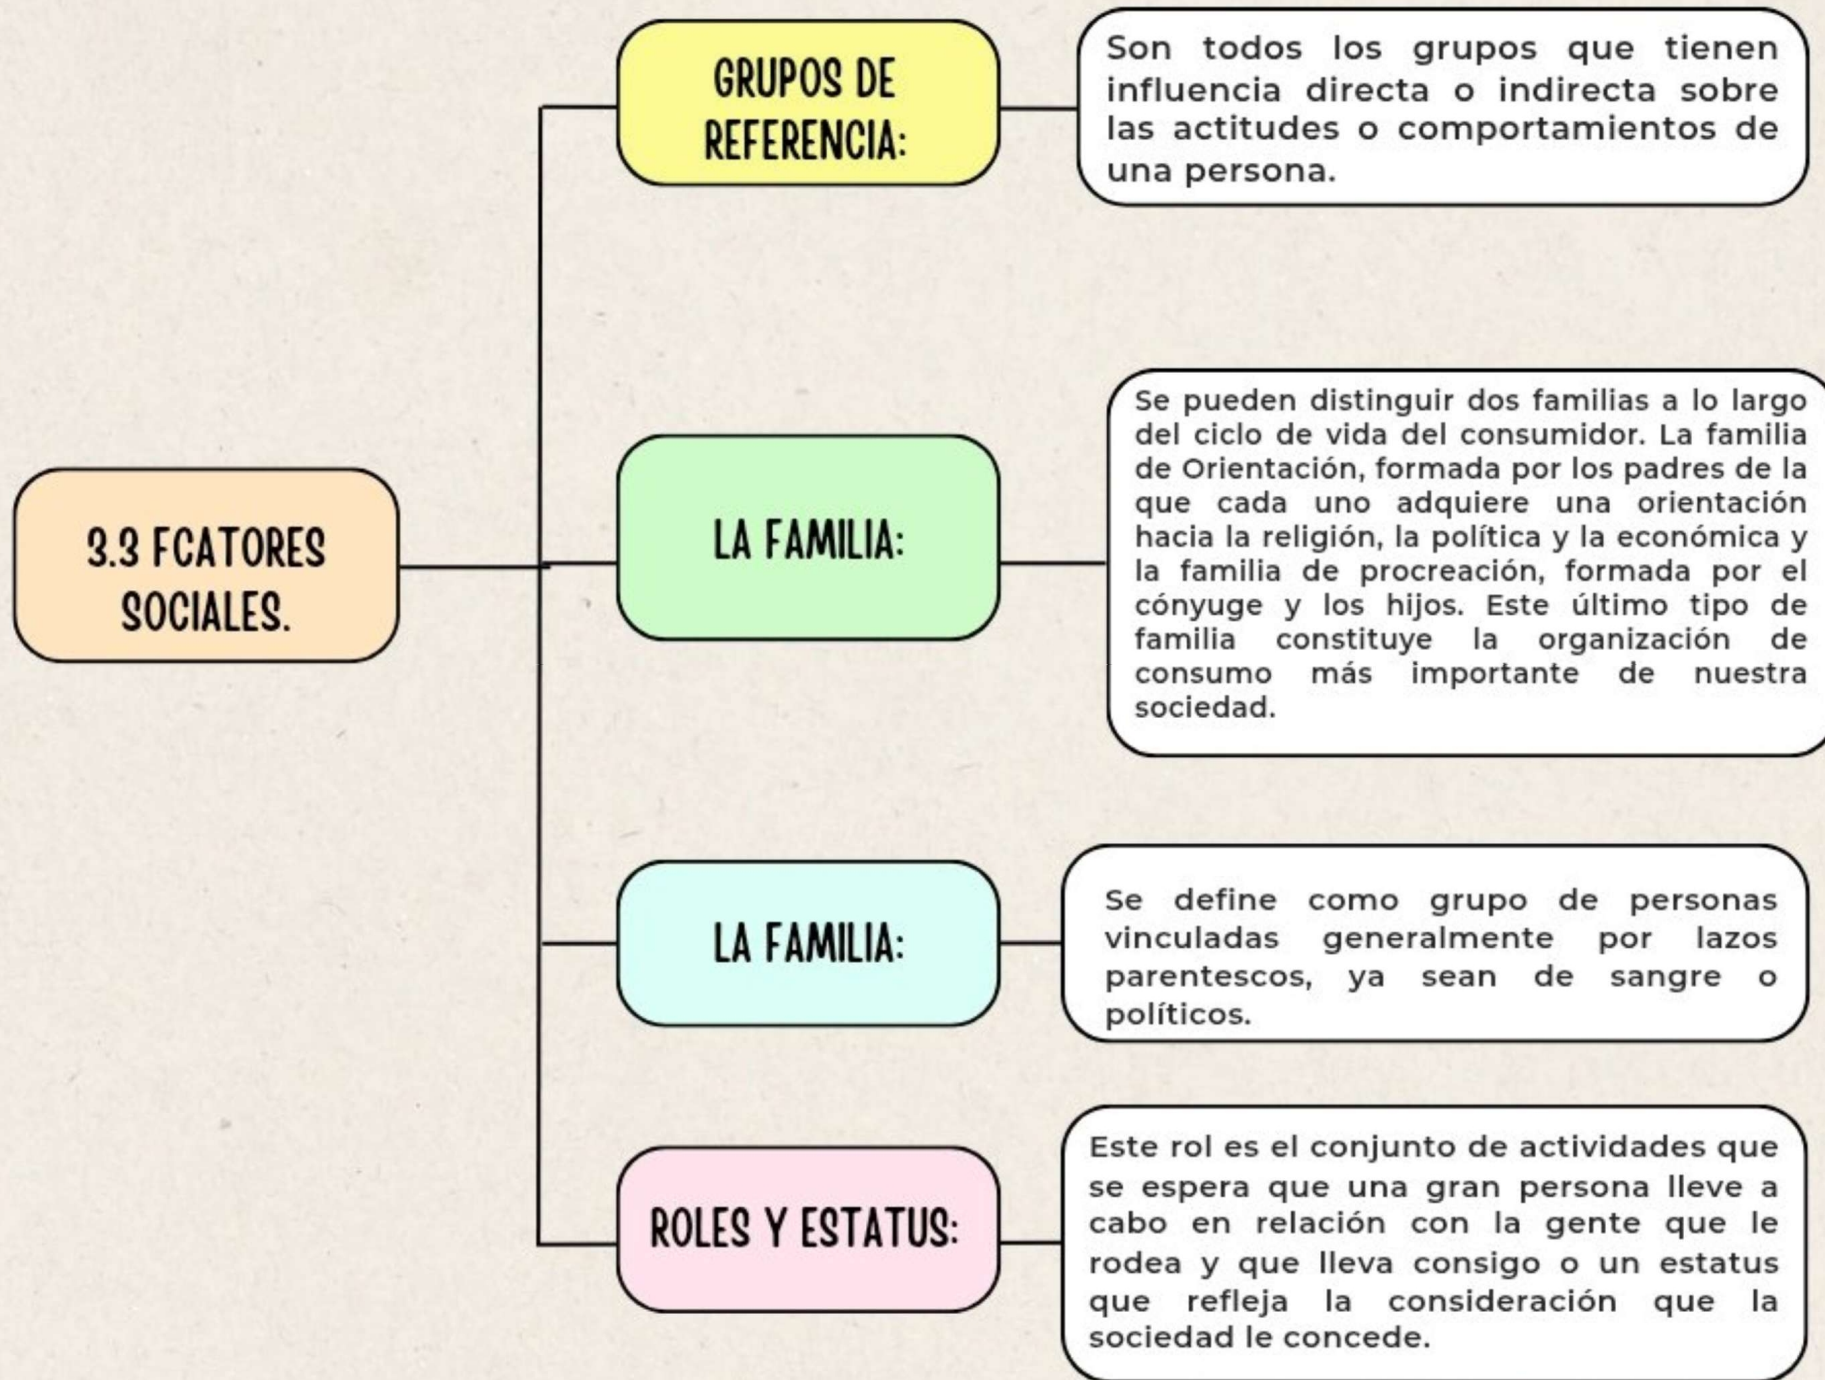 3.3 FCATORES
SOCIALES.
GRUPOS DE
REFERENCIA:
Son todos los grupos que tienen
influencia directa o indirecta sobre
las actitudes o comportamientos de
una persona.
LA FAMILIA:
Se pueden distinguir dos familias a lo largo
del ciclo de vida del consumidor. La familia
de Orientación, formada por los padres de la
que cada uno adquiere una orientación
hacia la religión, la política y la económica y
la familia de procreación, formada por el
cónyuge y los hijos. Este último tipo de
familia constituye la organización de
consumo más importante de nuestra
sociedad.
LA FAMILIA:
Se define como grupo de personas
vinculadas generalmente por lazos
parentescos, ya sean de sangre o
políticos.
ROLES Y ESTATUS:
Este rol es el conjunto de actividades que
se espera que una gran persona lleve a
cabo en relación con la gente que le
rodea y que lleva consigo o un estatus
que refleja la consideración que la
sociedad le concede.